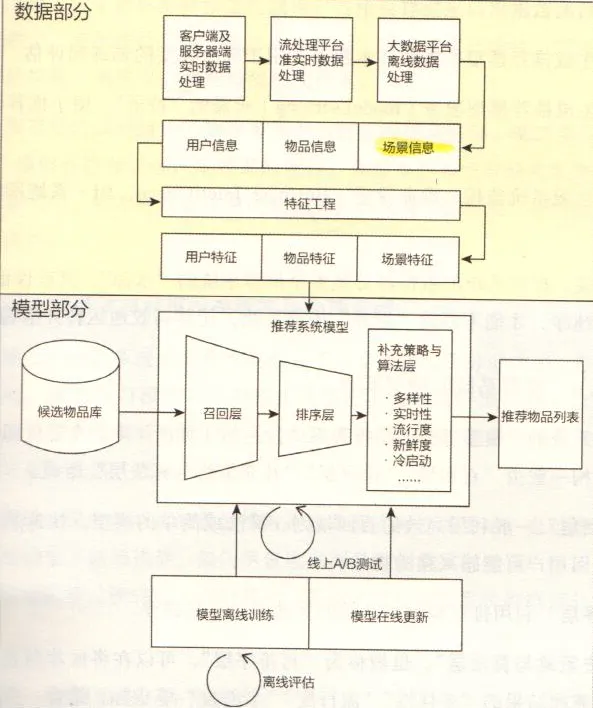 数据部分
客户端及
服务器端
实时数据
处理
流处理平台
准实时数据
处理
大数据平台
离线数据
处理
用户信息
物品信息
场景信息
特征工程
用户特征
物品特征
场景特征
模型部分
推荐系统模型
候选物品库
召回层
排序层
补充策略与
算法层
·多样性
·实时性
·流行度
·新鲜度
·冷启动
......
推荐物品列表
线上A/B测试
模型离线训练
模型在线更新
离线评估